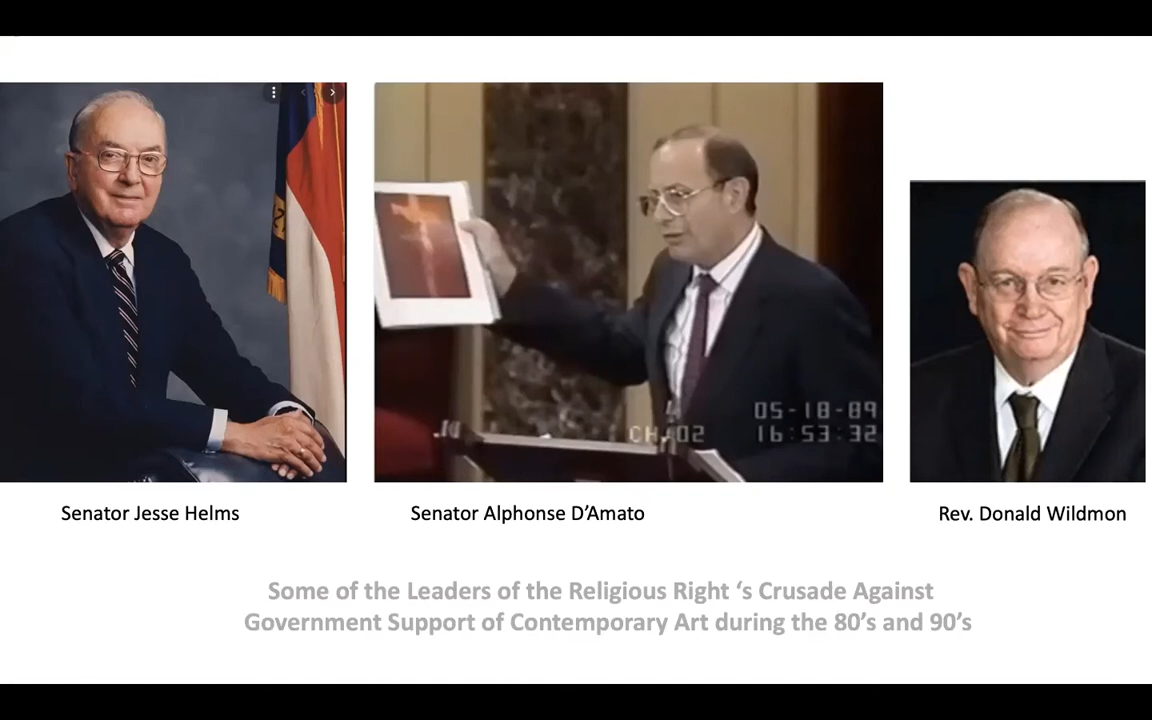 05-18-89
CH 02 16:53:32
Senator Jesse Helms
Senator Alphonse D’Amato
Rev. Donald Wildmon
Some of the Leaders of the Religious Right ‘s Crusade Against
Government Support of Contemporary Art during the 80’s and 90’s